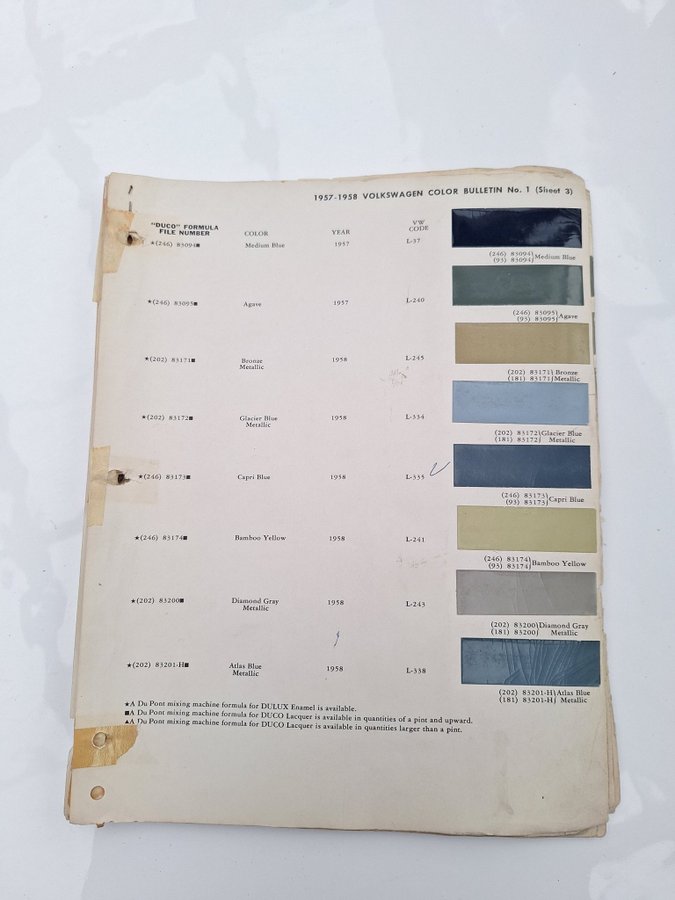 1957-1958 VOLKSWAGEN COLOR BULLETIN No. 1 (Sheet 3)
"DUCO" FORMULA
FILE NUMBER COLOR YEAR VW
CODE
★(246) 83094■ Medium Blue 1957 L-37
(246) 83094)
(93) 83094) Medium Blue
★(246) 83095■ Agave 1957 L-240
(246) 83095)
(93) 83095) Agave
★(202) 83171■ Bronze
Metallic 1958 L-245
(202) 83171) Bronze
(181) 83171) Metallic
★(202) 83172■ Glacier Blue
Metallic 1958 L-334
(202) 83172) Glacier Blue
(181) 83172) Metallic
★(246) 83173■ Capri Blue 1958 L-335
(246) 83173)
(93) 83173) Capri Blue
★(246) 83174■ Bamboo Yellow 1958 L-241
(246) 83174)
(93) 83174) Bamboo Yellow
★(202) 83200■ Diamond Gray
Metallic 1958 L-243
(202) 83200) Diamond Gray
(181) 83200) Metallic
★(202) 83201-H■ Atlas Blue
Metallic 1958 L-338
(202) 83201-H) Atlas Blue
(181) 83201-H) Metallic
★A Du Pont mixing machine formula for DULUX Enamel is available.
■A Du Pont mixing machine formula for DUCO Lacquer is available in quantities of a pint and upward.
▲A Du Pont mixing machine formula for DUCO Lacquer is available in quantities larger than a pint.